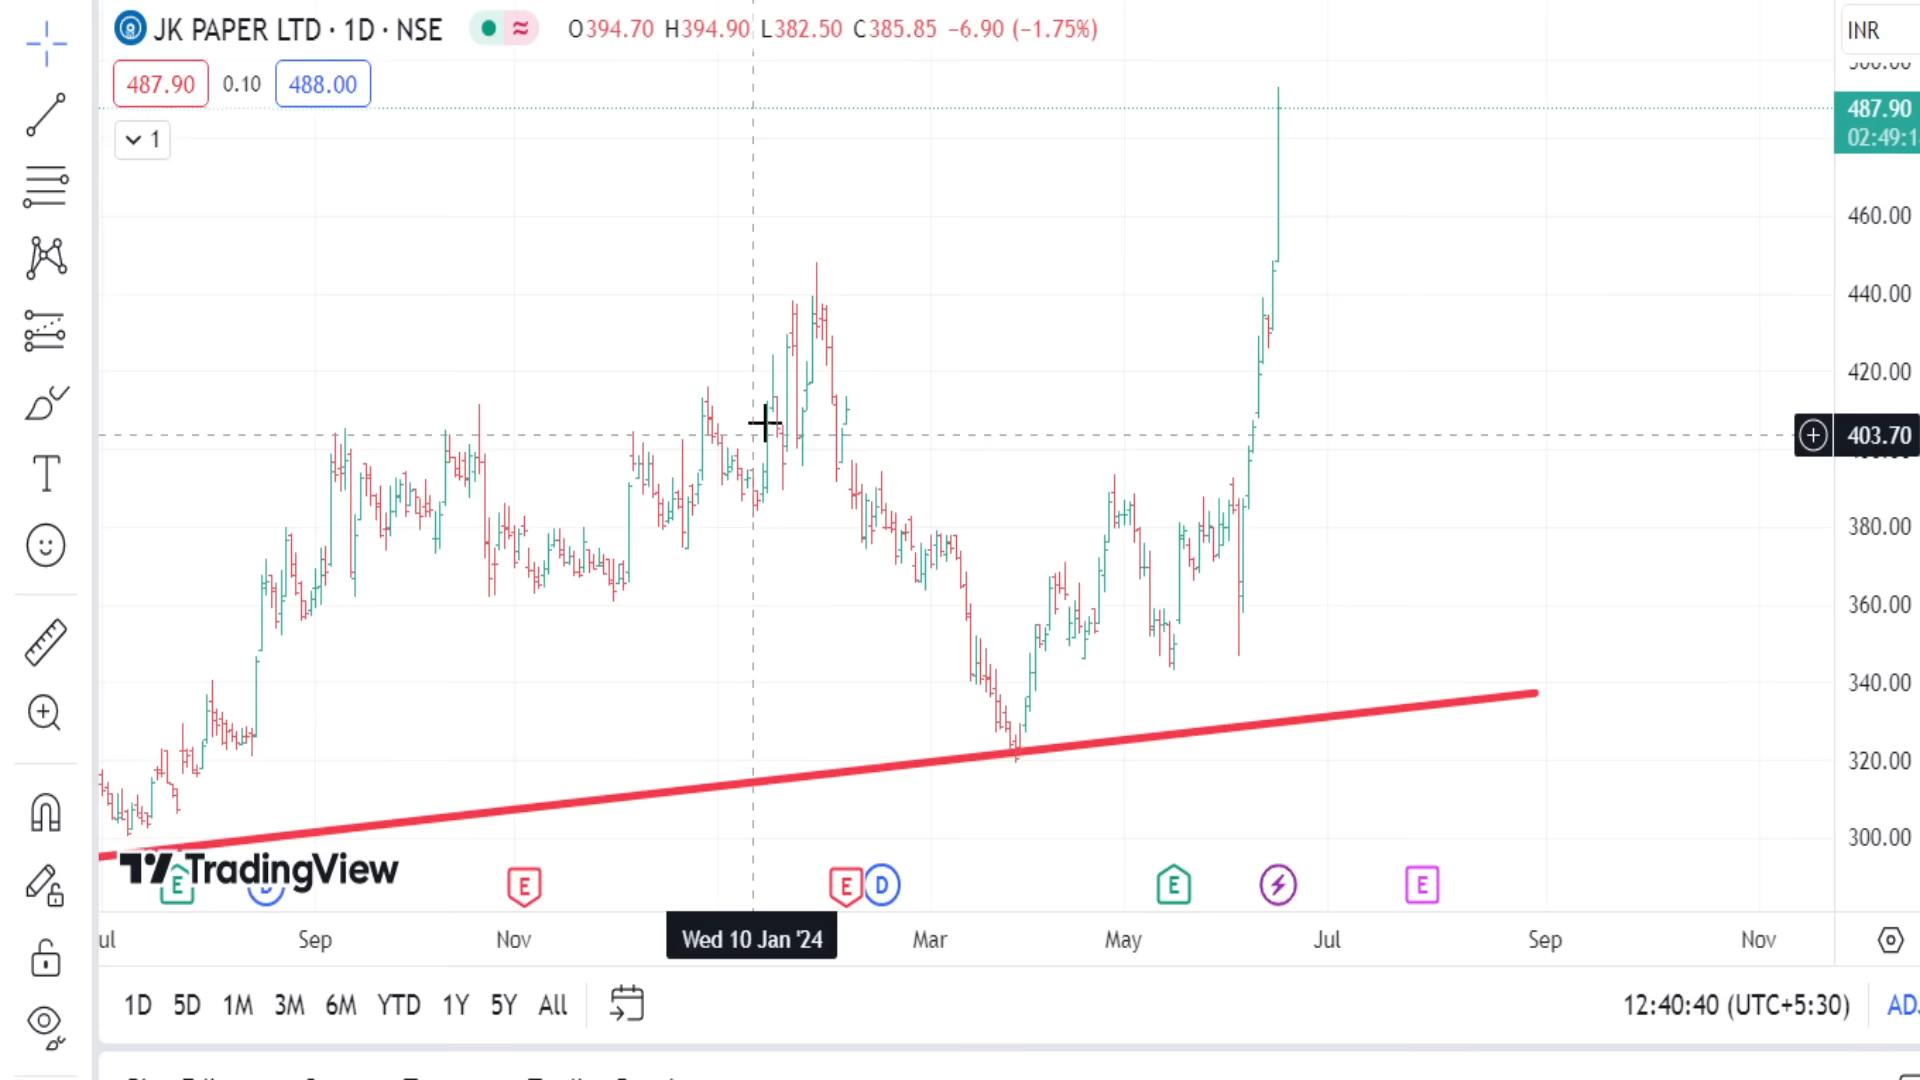 JK PAPER LTD · 1D · NSE O394.70 H394.90 L382.50 C385.85 −6.90 (−1.75%) INR
487.90 0.10 488.00
1
500.00
487.90
02:49:1
460.00
440.00
420.00
403.70
380.00
360.00
340.00
320.00
300.00
TradingView
E D E E D E E
ul Sep Nov Wed 10 Jan '24 Mar May Jul Sep Nov
1D 5D 1M 3M 6M YTD 1Y 5Y All 12:40:40 (UTC+5:30) ADJ